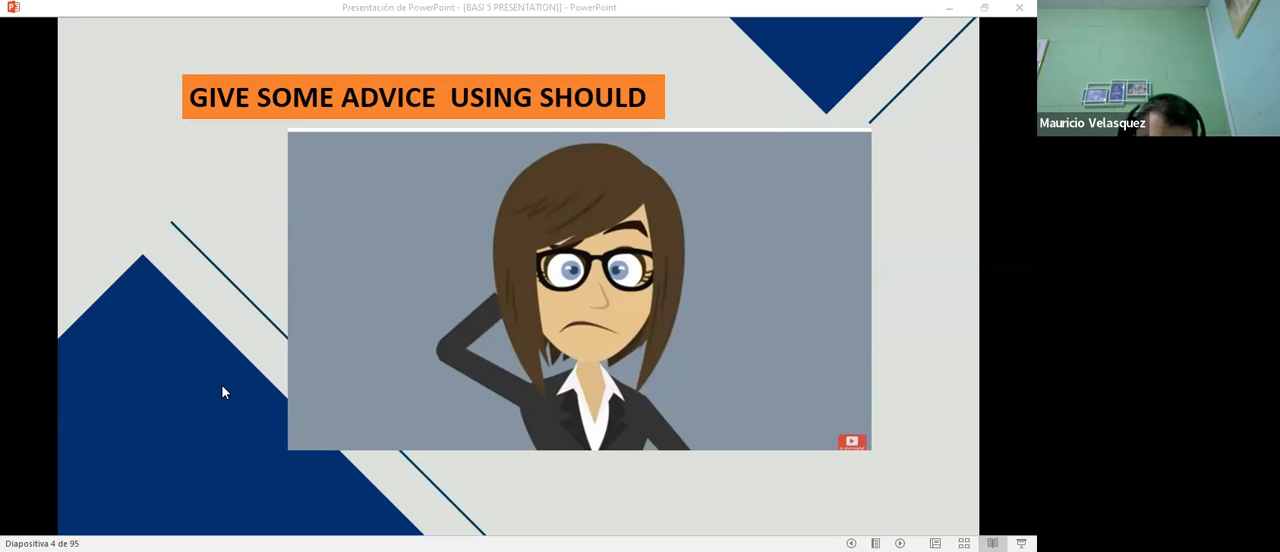 Presentación de PowerPoint - [BASI 5 PRESENTATION)] - PowerPoint
GIVE SOME ADVICE USING SHOULD
Mauricio Velasquez
Diapositiva 4 de 95